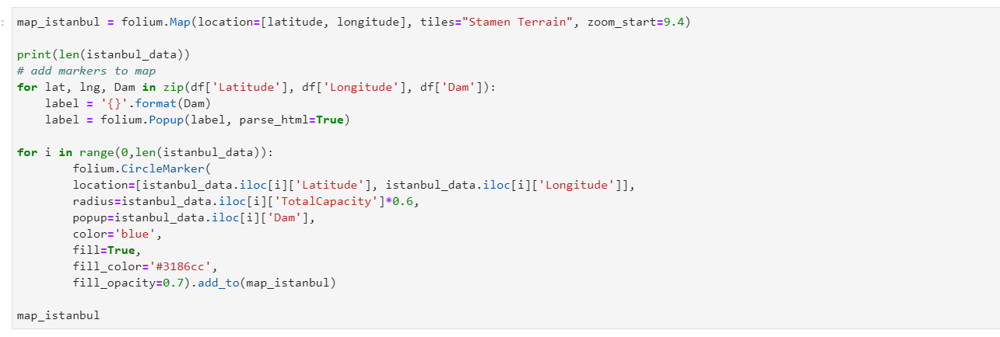 :
map_istanbul = folium.Map(location=[latitude, longitude], tiles="Stamen Terrain", zoom_start=9.4)

print(len(istanbul_data))
# add markers to map
for lat, lng, Dam in zip(df['Latitude'], df['Longitude'], df['Dam']):
    label = '{}'.format(Dam)
    label = folium.Popup(label, parse_html=True)

for i in range(0,len(istanbul_data)):
        folium.CircleMarker(
        location=[istanbul_data.iloc[i]['Latitude'], istanbul_data.iloc[i]['Longitude']],
        radius=istanbul_data.iloc[i]['TotalCapacity']*0.6,
        popup=istanbul_data.iloc[i]['Dam'],
        color='blue',
        fill=True,
        fill_color='#3186cc',
        fill_opacity=0.7).add_to(map_istanbul)

map_istanbul